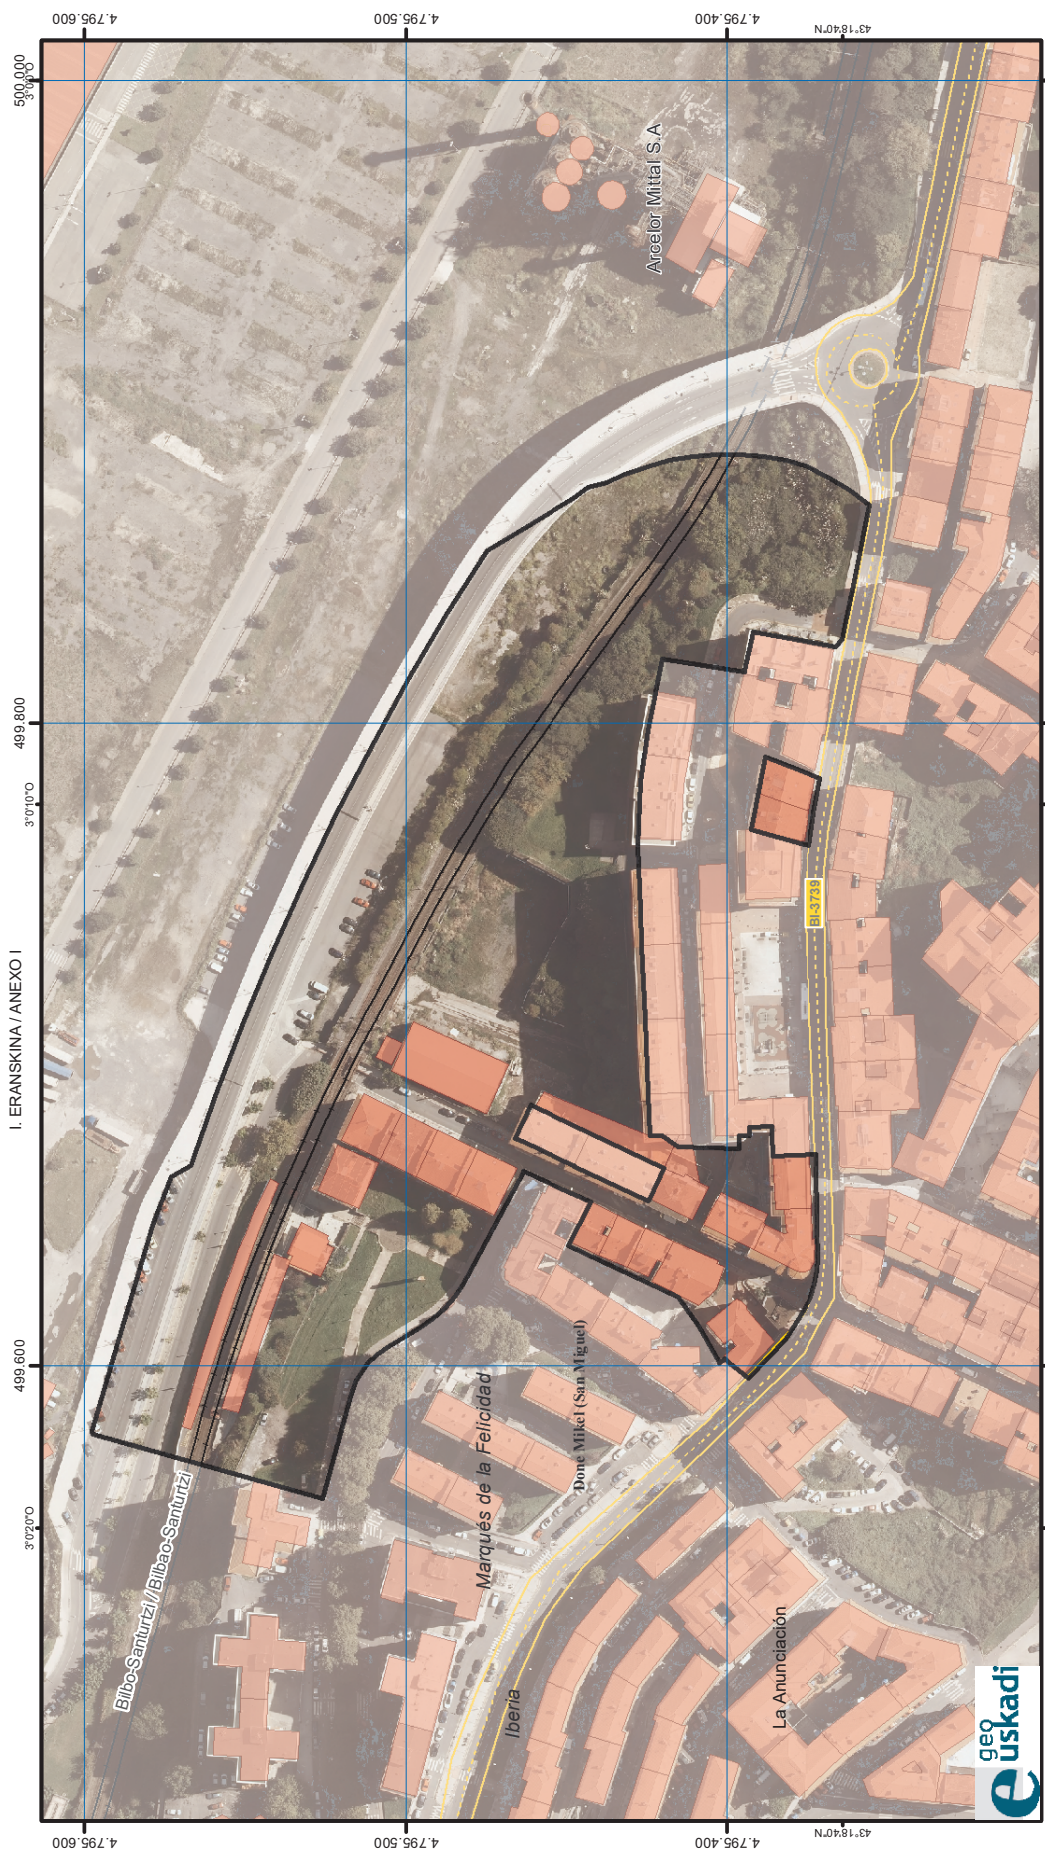 I. ERANSKINA / ANEXO I
3°0'20"O
499.600
3°0'10"O
499.800
500.000
3°0'0"O
4.795.600
4.795.600
4.795.500
4.795.500
4.795.400
4.795.400
43°18'40"N
43°18'40"N
Bilbo-Santurtzi / Bilbao-Santurtzi
Marqués de la Felicidad
Iberia
Done Mikel (San Miguel)
Arcelor Mittal S.A
La Anunciación
BI-3739
geo
euskadi